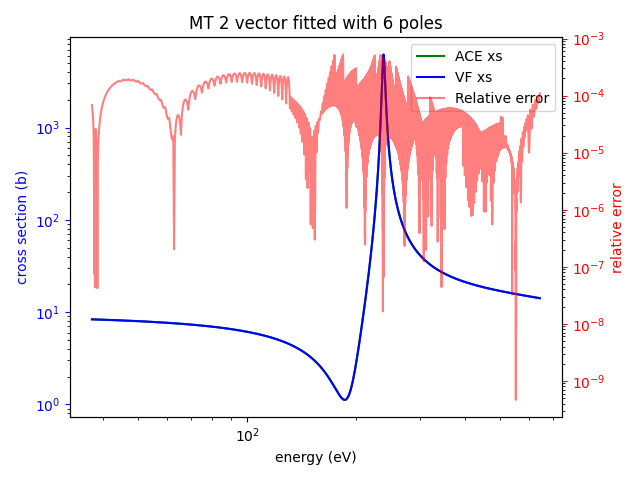 MT 2 vector fitted with 6 poles
ACE xs
VF xs
Relative error
10³
10²
10¹
10⁰
cross section (b)
10⁻³
10⁻⁴
10⁻⁵
10⁻⁶
10⁻⁷
10⁻⁸
10⁻⁹
relative error
10²
energy (eV)